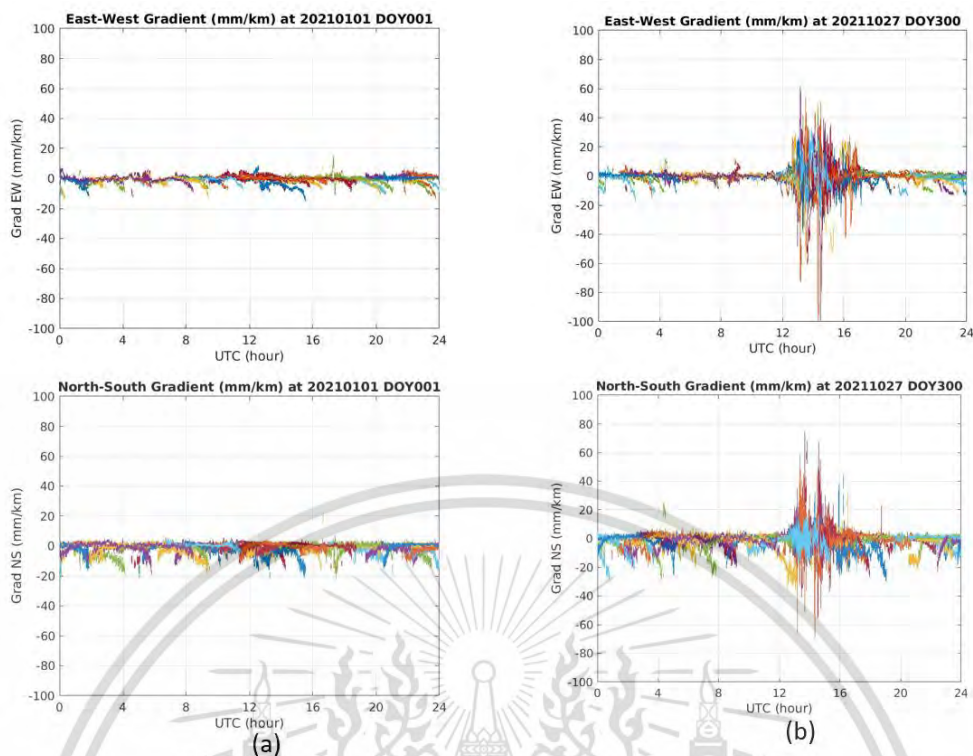 East-West Gradient (mm/km) at 20210101 DOY001
100
80
60
40
20
0
-20
-40
-60
-80
-100
Grad EW (mm/km)
0 4 8 12 16 20 24
UTC (hour)
East-West Gradient (mm/km) at 20211027 DOY300
100
80
60
40
20
0
-20
-40
-60
-80
-100
Grad EW (mm/km)
0 4 8 12 16 20 24
UTC (hour)
North-South Gradient (mm/km) at 20210101 DOY001
100
80
60
40
20
0
-20
-40
-60
-80
-100
Grad NS (mm/km)
0 4 8 12 16 20 24
UTC (hour)
(a)
North-South Gradient (mm/km) at 20211027 DOY300
100
80
60
40
20
0
-20
-40
-60
-80
-100
Grad NS (mm/km)
0 4 8 12 16 20 24
UTC (hour)
(b)